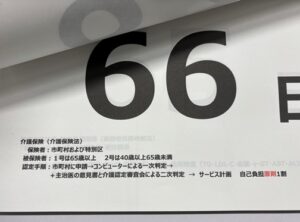 66日
介護保険（介護保険法）
保険者：市町村および特別区
被保険者：１号は65歳以上　２号は40歳以上65歳未満
認定手順：市町村に申請→コンピューターによる一次判定→
＋主治医の意見書と介護認定審査会による二次判定　→　サービス計画　自己負担原則1割